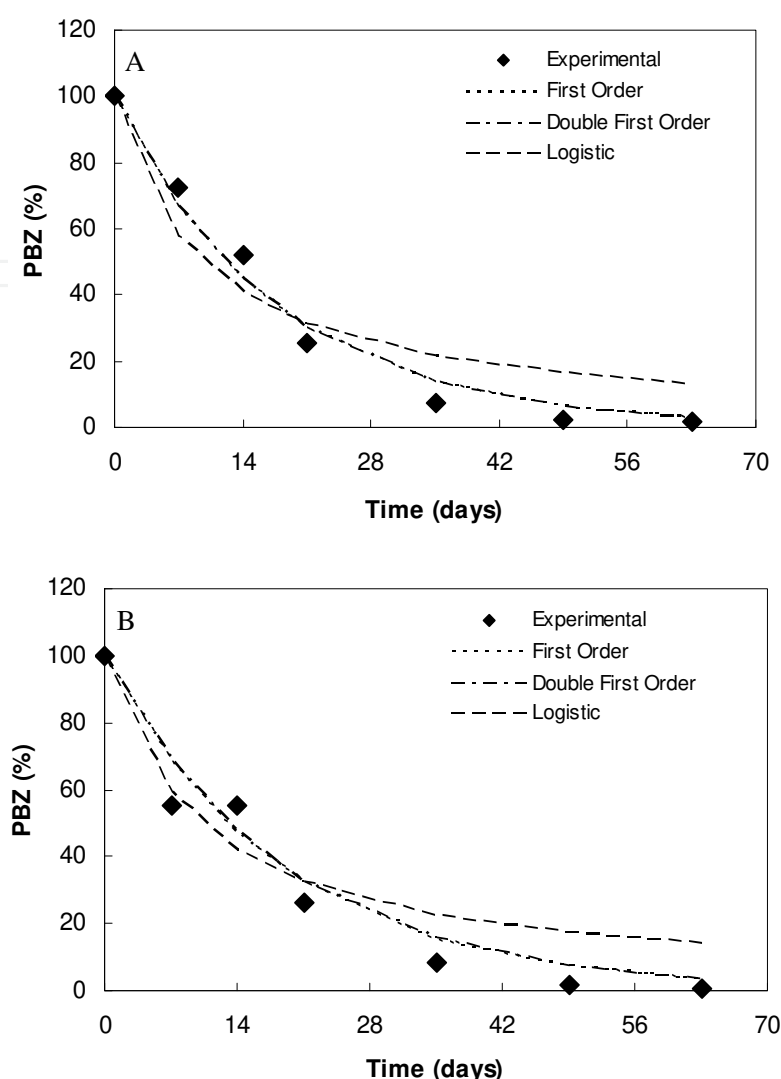 120
A
Experimental
First Order
100
Double First Order
Logistic
80
PBZ (%)
60
40
20
0
0 14 28 42 56 70
Time (days)
120
B
Experimental
First Order
100
Double First Order
Logistic
80
PBZ (%)
60
40
20
0
0 14 28 42 56 70
Time (days)